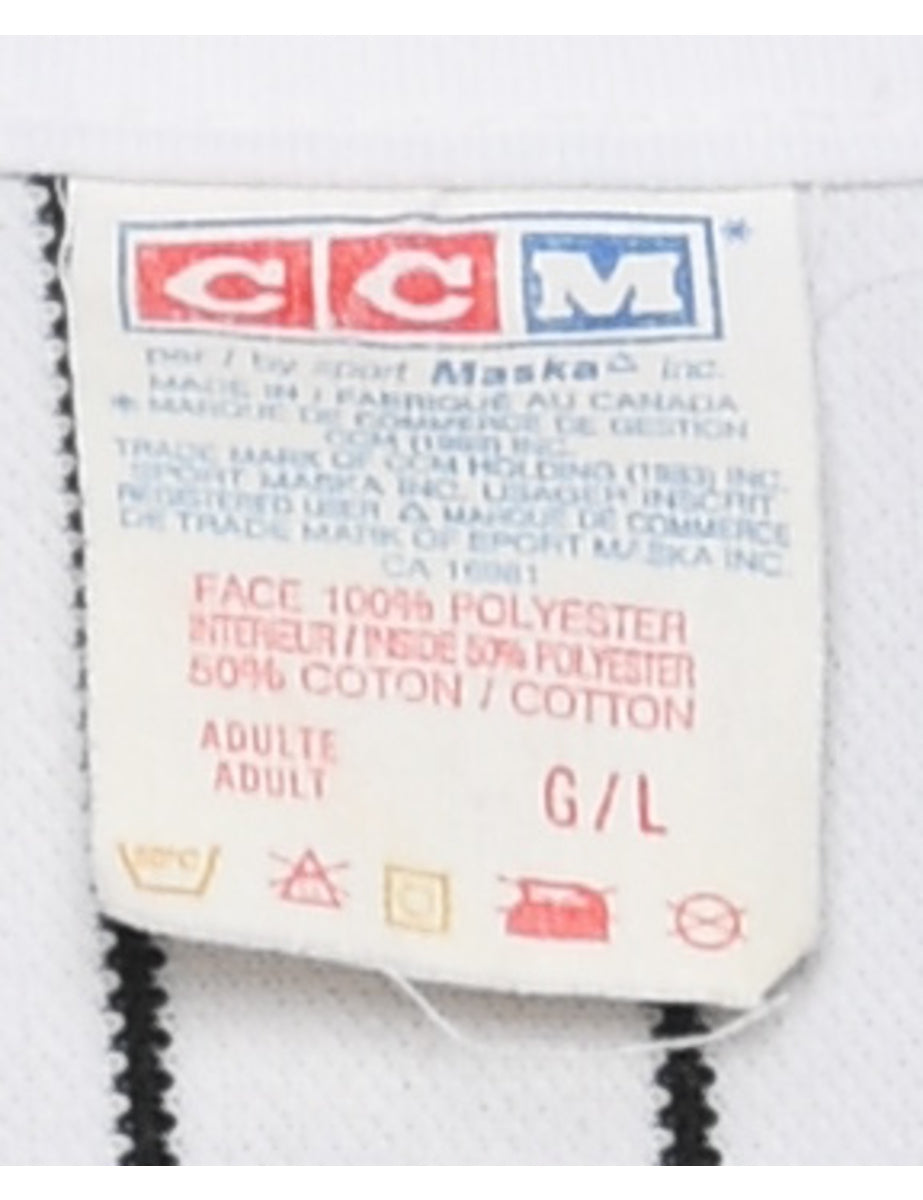 CCM*
par / by sport Maska△ inc.
MADE IN / FABRIQUÉ AU CANADA
* MARQUE DE COMMERCE DE GESTION
CCM (1983) INC.
TRADE MARK OF CCM HOLDING (1983) INC.
SPORT MASKA INC. USAGER INSCRIT
REGISTERED USER △ MARQUE DE COMMERCE
DE TRADE MARK OF SPORT MASKA INC.
CA 16981
FACE 100% POLYESTER
INTERIEUR / INSIDE 50% POLYESTER
50% COTON / COTTON
ADULTE
ADULT
G / L